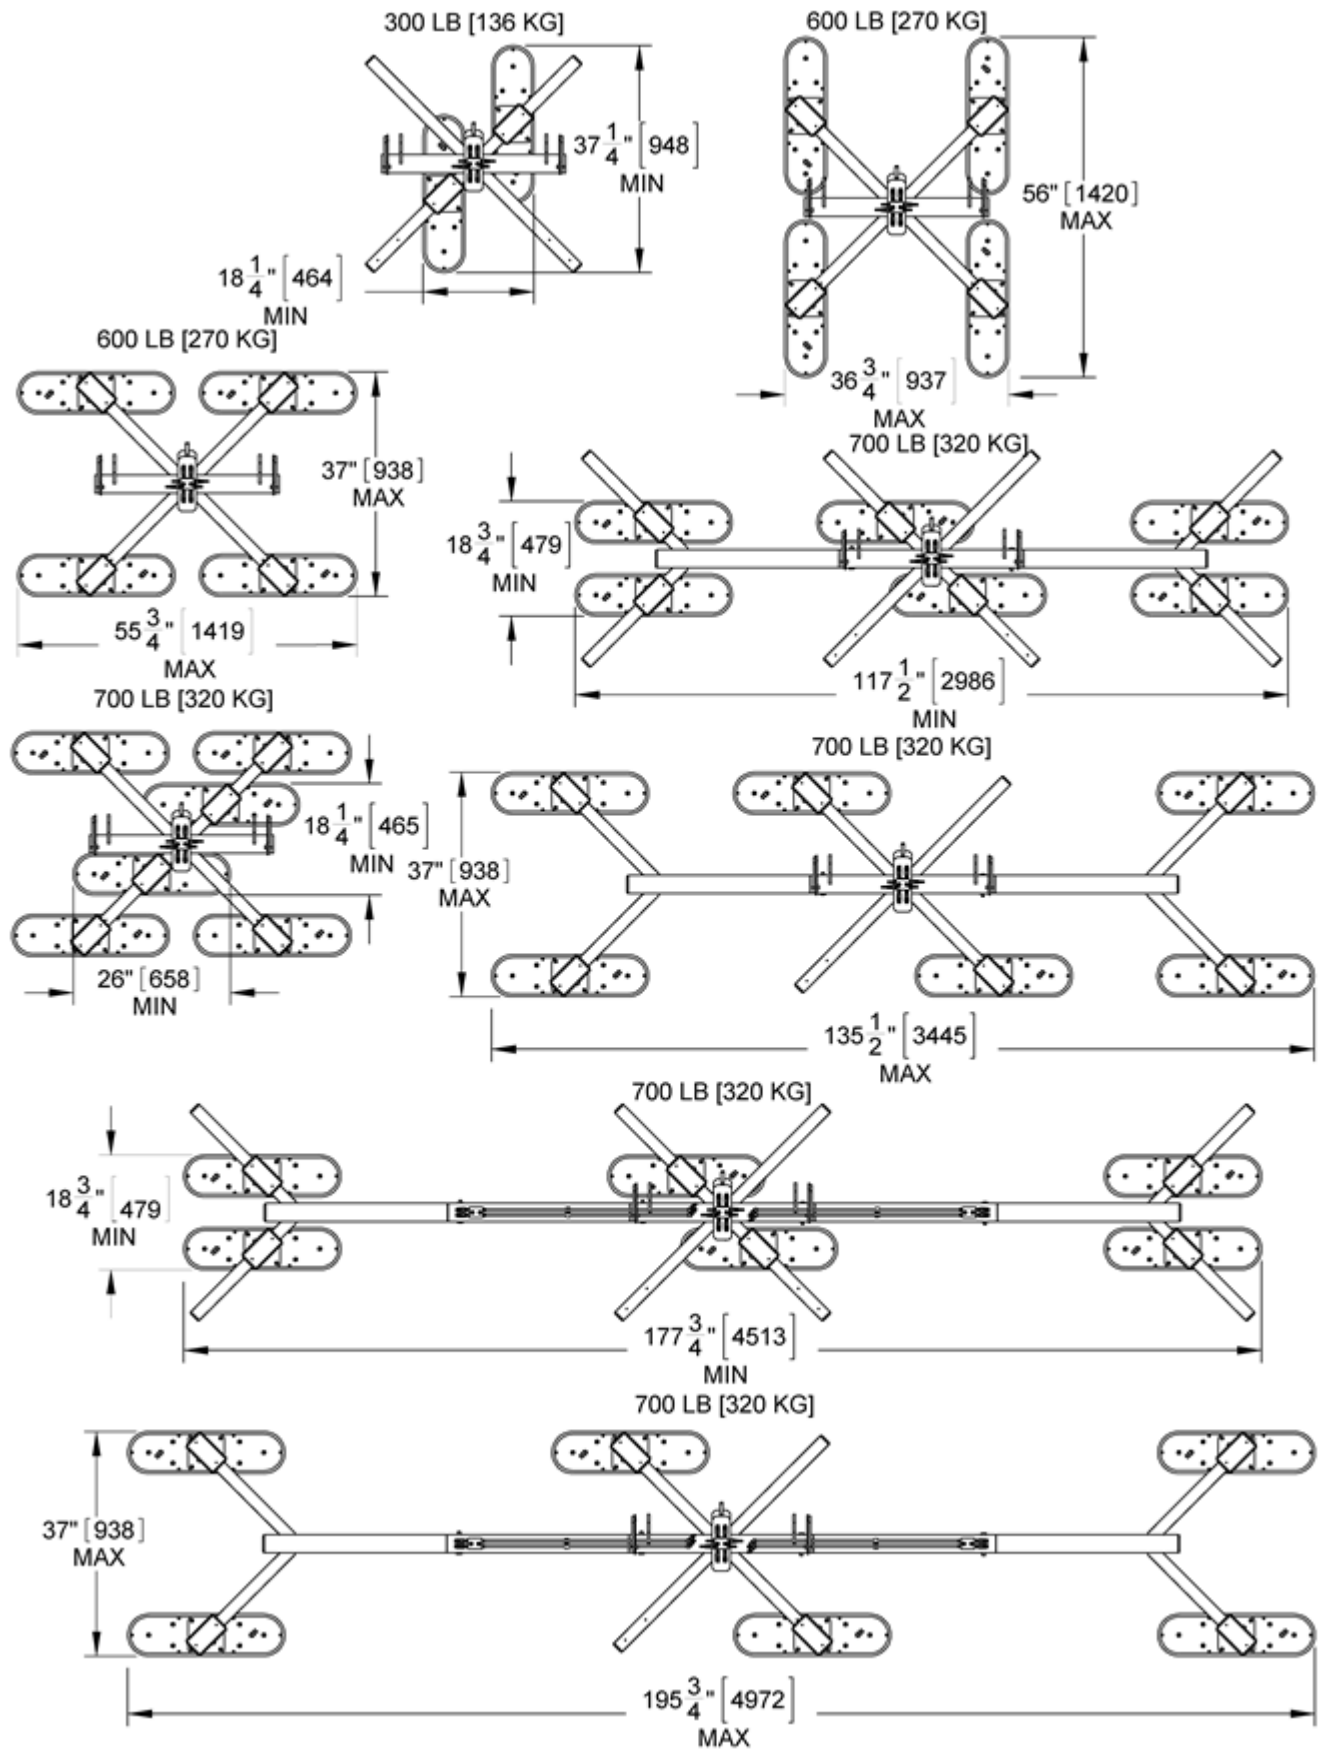 300 LB [136 KG]
37 1/4" [948]
MIN
18 1/4" [464]
MIN
600 LB [270 KG]
56" [1420]
MAX
36 3/4" [937]
MAX
600 LB [270 KG]
37" [938]
MAX
55 3/4" [1419]
MAX
700 LB [320 KG]
18 3/4" [479]
MIN
117 1/2" [2986]
MIN
700 LB [320 KG]
18 1/4" [465]
MIN
26" [658]
MIN
700 LB [320 KG]
37" [938]
MAX
135 1/2" [3445]
MAX
700 LB [320 KG]
18 3/4" [479]
MIN
177 3/4" [4513]
MIN
700 LB [320 KG]
37" [938]
MAX
195 3/4" [4972]
MAX